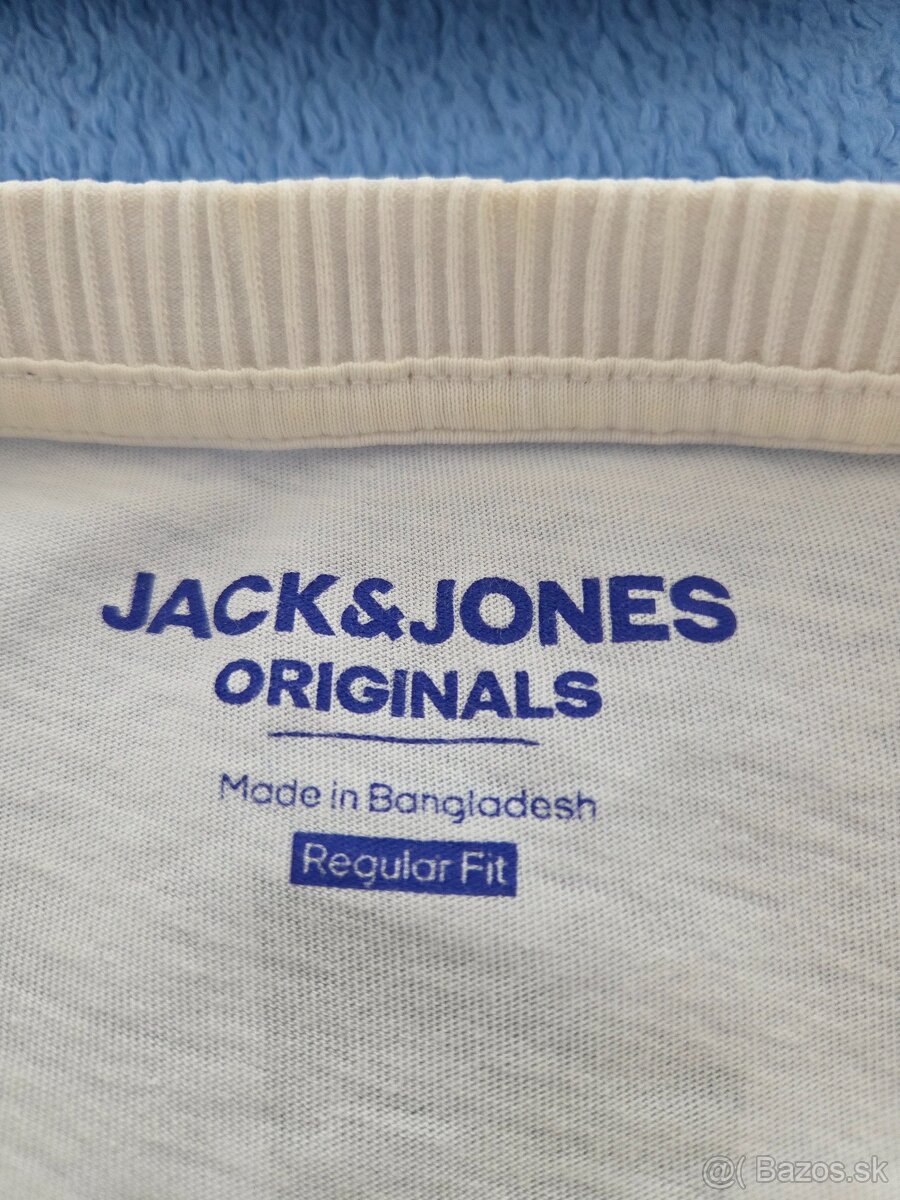 JACK&JONES
ORIGINALS
Made in Bangladesh
Regular Fit
@( Bazos.sk